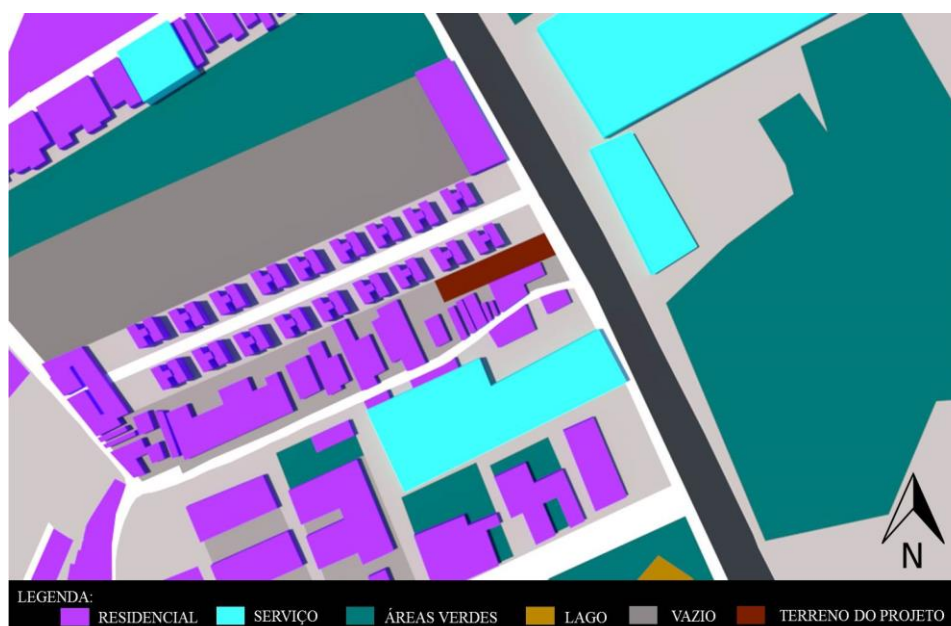 N
LEGENDA:
RESIDENCIAL SERVIÇO ÁREAS VERDES LAGO VAZIO TERRENO DO PROJETO